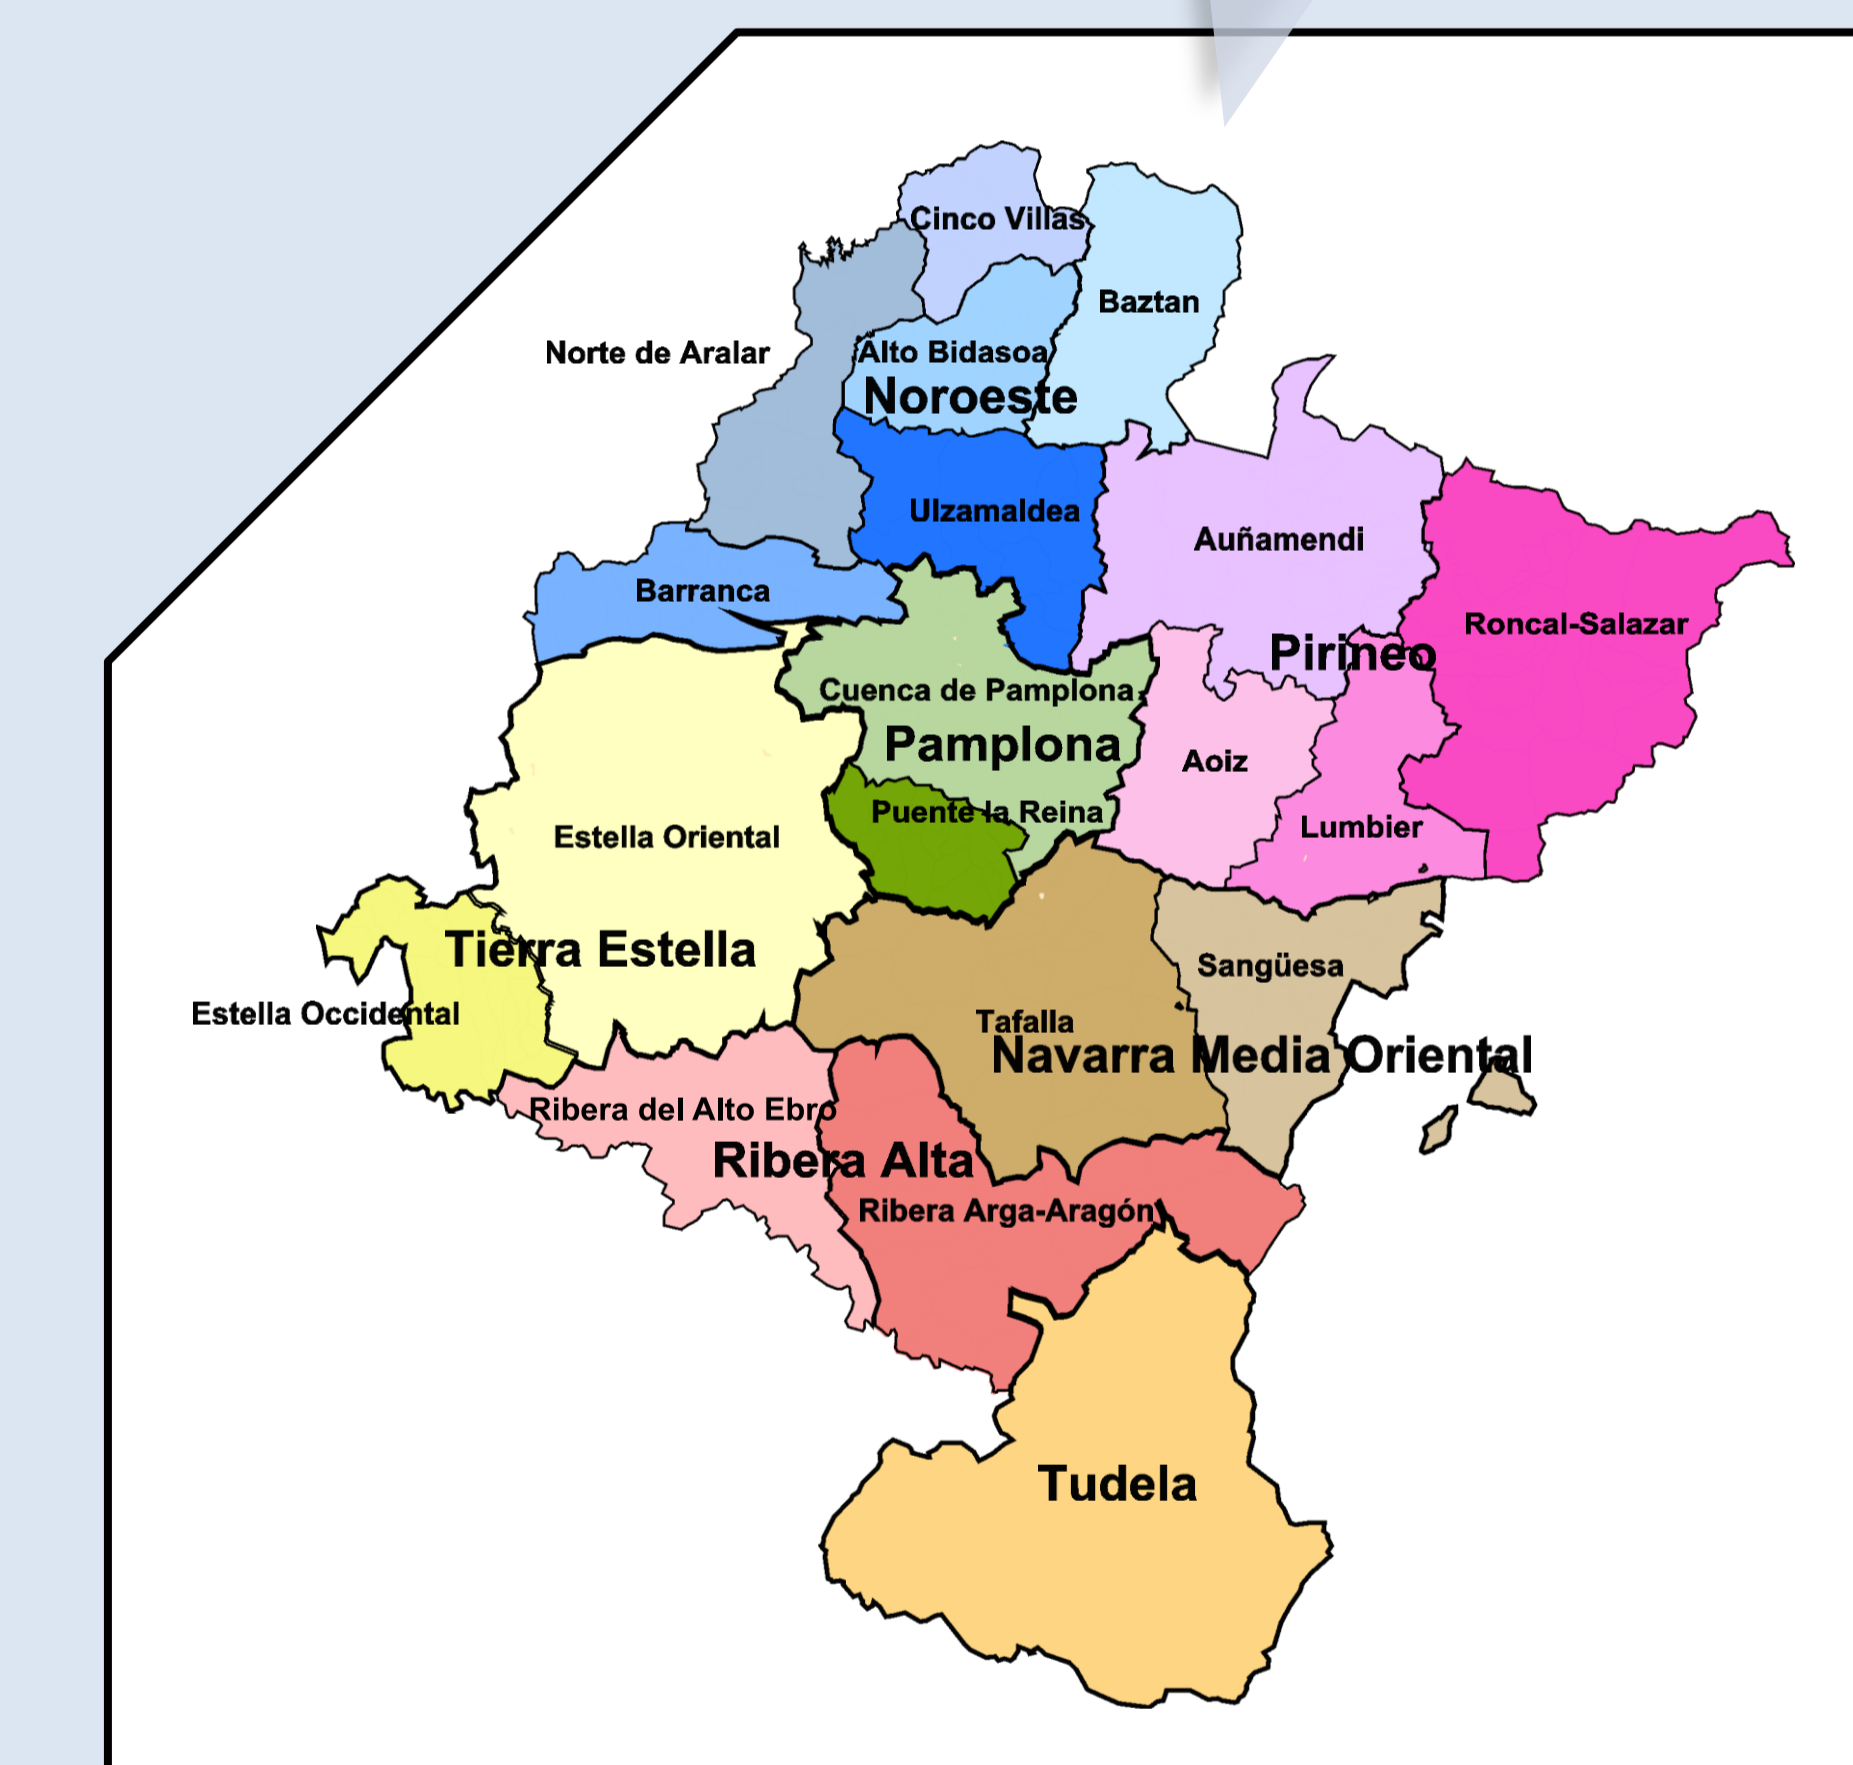 Cinco Villas
Baztan
Norte de Aralar
Alto Bidasoa
Noroeste
Ulzamaldea
Auñamendi
Barranca
Roncal-Salazar
Pirineo
Cuenca de Pamplona
Pamplona
Aoiz
Puente la Reina
Lumbier
Estella Oriental
Tierra Estella
Sangüesa
Estella Occidental
Tafalla
Navarra Media Oriental
Ribera del Alto Ebro
Ribera Alta
Ribera Arga-Aragón
Tudela